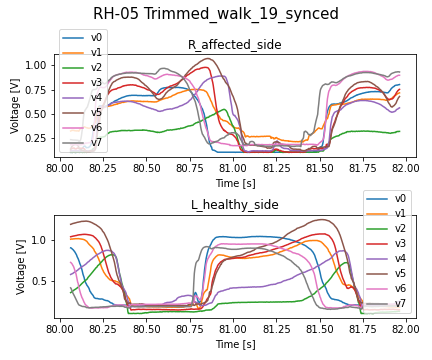 RH-05 Trimmed_walk_19_synced
R_affected_side
v0
v1
v2
v3
v4
v5
v6
v7
Voltage [V]
1.00
0.75
0.50
0.25
80.00 80.25 80.50 80.75 81.00 81.25 81.50 81.75 82.00
Time [s]
L_healthy_side
v0
v1
v2
v3
v4
v5
v6
v7
Voltage [V]
1.0
0.5
80.00 80.25 80.50 80.75 81.00 81.25 81.50 81.75 82.00
Time [s]